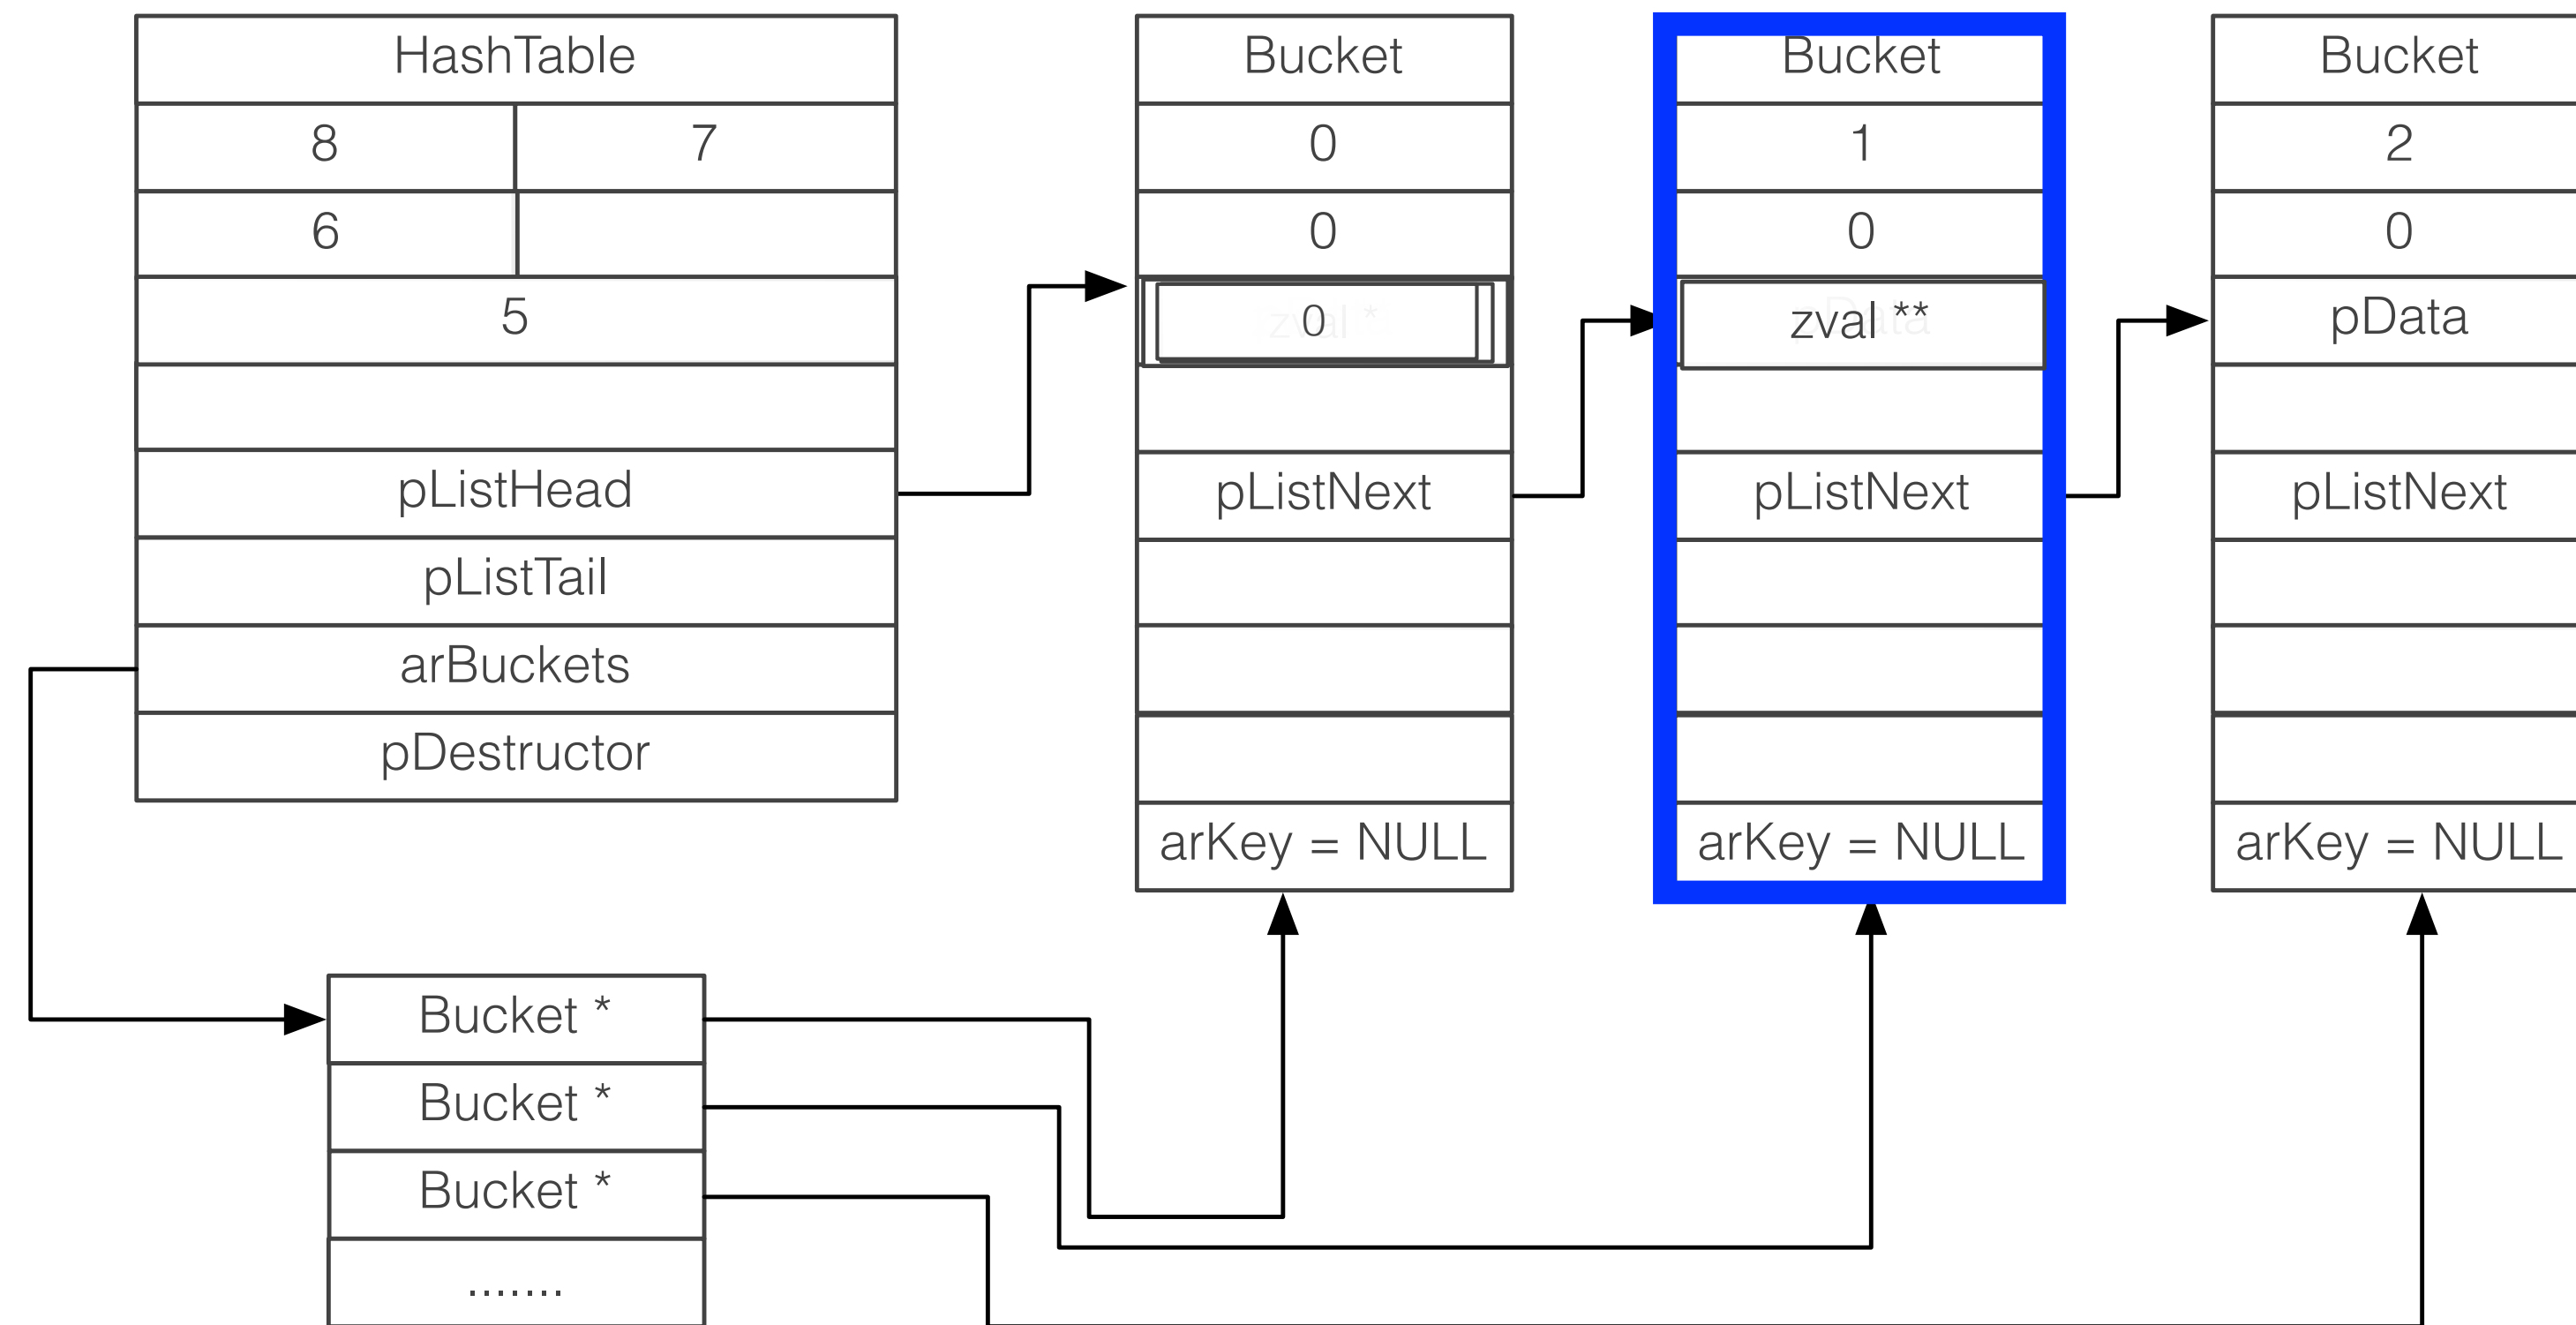 HashTable
8 7
6
5
pListHead
pListTail
arBuckets
pDestructor
Bucket
0
0
0
pListNext
arKey = NULL
Bucket
1
0
zval **
pListNext
arKey = NULL
Bucket
2
0
pData
pListNext
arKey = NULL
Bucket *
Bucket *
Bucket *
.......